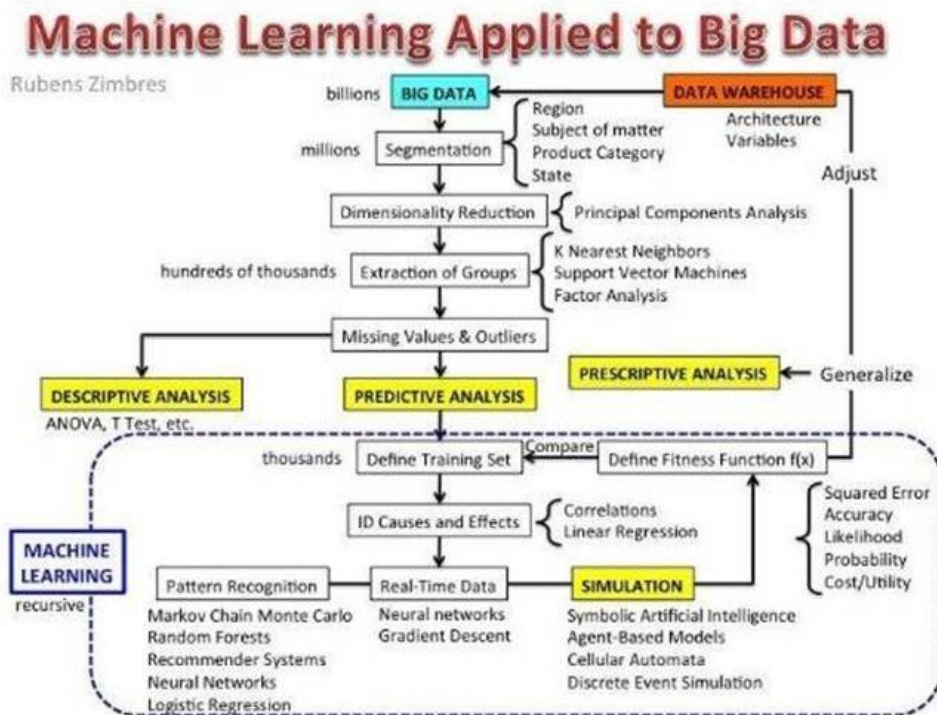 Machine Learning Applied to Big Data
Rubens Zimbres
billions
BIG DATA
DATA WAREHOUSE
Architecture
Variables
Region
Subject of matter
Product Category
State
millions
Segmentation
Adjust
Dimensionality Reduction
Principal Components Analysis
hundreds of thousands
Extraction of Groups
K Nearest Neighbors
Support Vector Machines
Factor Analysis
Missing Values & Outliers
DESCRIPTIVE ANALYSIS
ANOVA, T Test, etc.
PREDICTIVE ANALYSIS
PRESCRIPTIVE ANALYSIS
Generalize
thousands
Define Training Set
Compare
Define Fitness Function f(x)
Squared Error
Accuracy
Likelihood
Probability
Cost/Utility
ID Causes and Effects
Correlations
Linear Regression
MACHINE
LEARNING
recursive
Pattern Recognition
Markov Chain Monte Carlo
Random Forests
Recommender Systems
Neural Networks
Logistic Regression
Real-Time Data
Neural networks
Gradient Descent
SIMULATION
Symbolic Artificial Intelligence
Agent-Based Models
Cellular Automata
Discrete Event Simulation